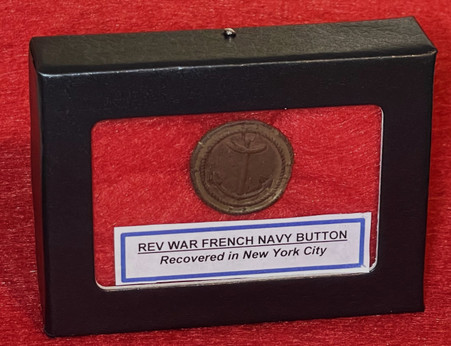 REV WAR FRENCH NAVY BUTTON
Recovered in New York City